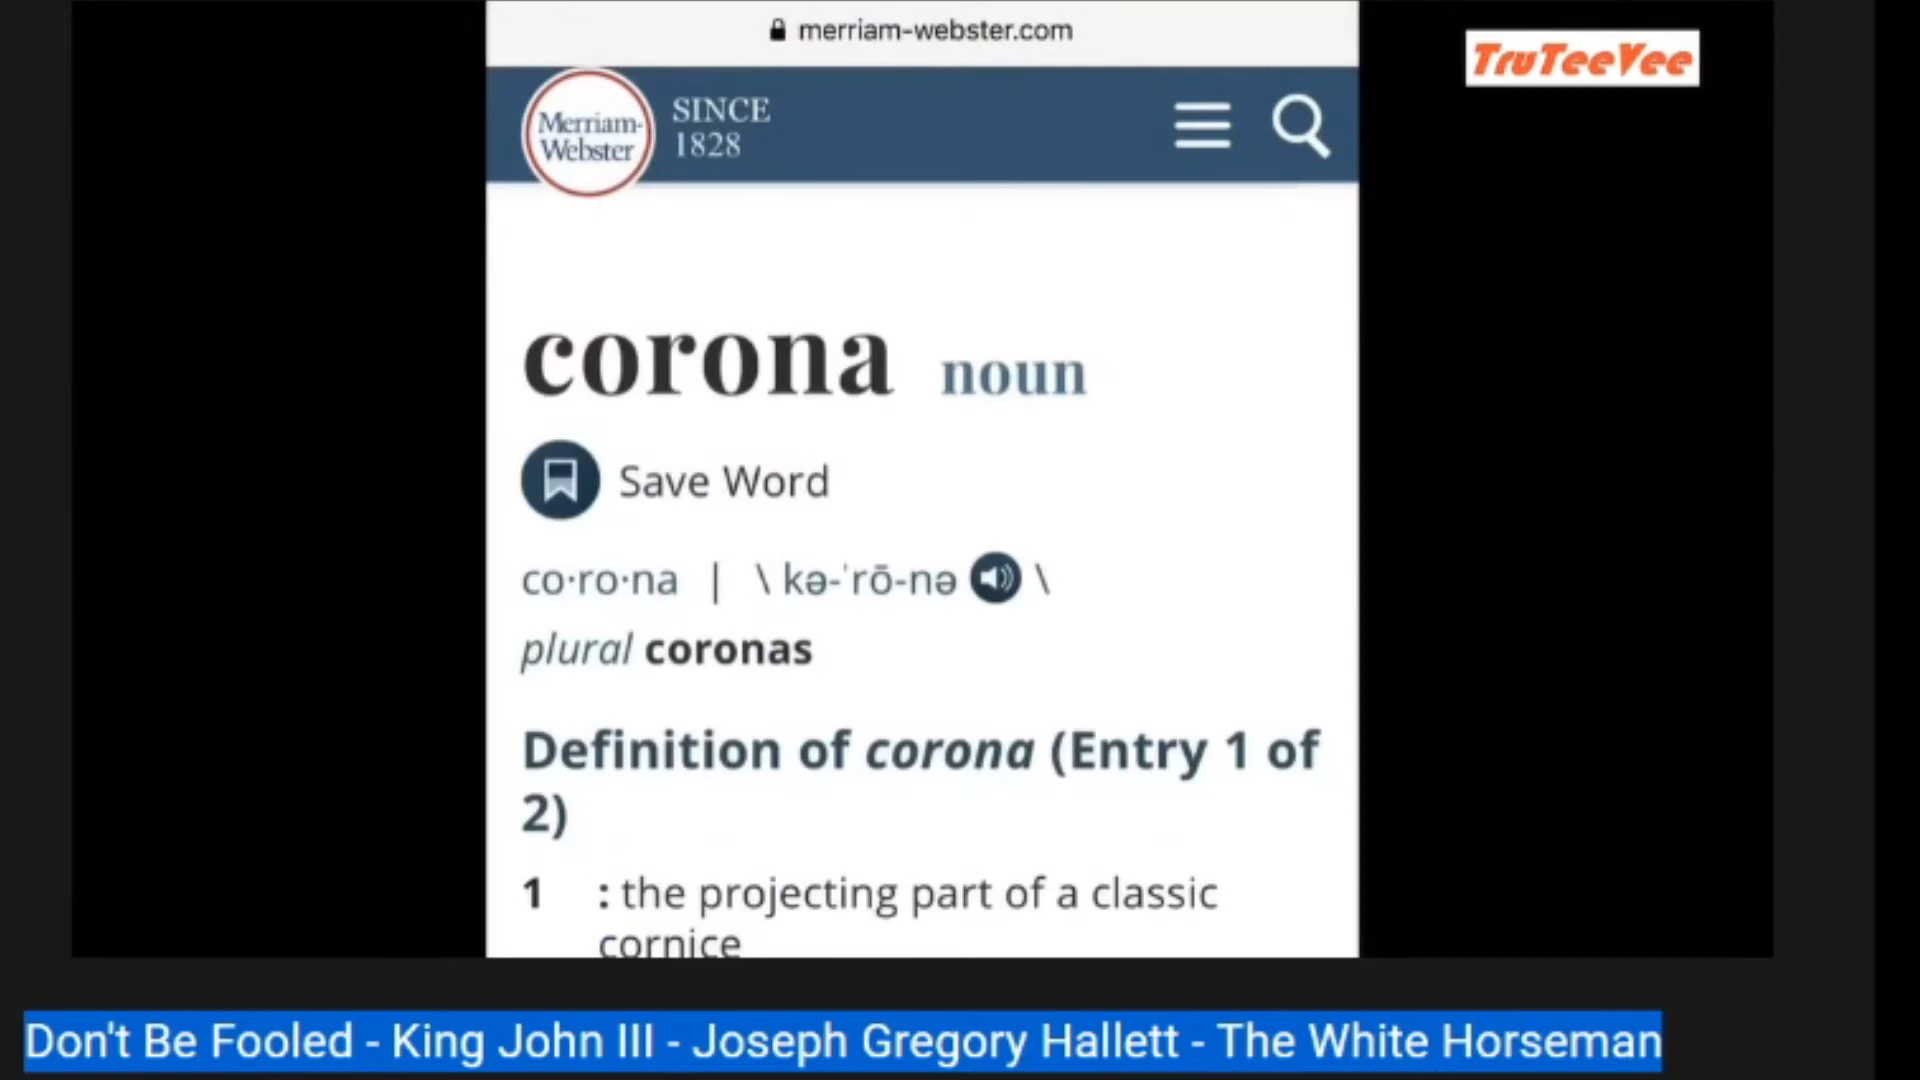 merriam-webster.com
TruTeeVee
Merriam-
Webster
SINCE
1828
corona noun
Save Word
co·ro·na | \ kə-ˈrō-nə \
plural coronas
Definition of corona (Entry 1 of
2)
1 : the projecting part of a classic
cornice
Don't Be Fooled - King John III - Joseph Gregory Hallett - The White Horseman